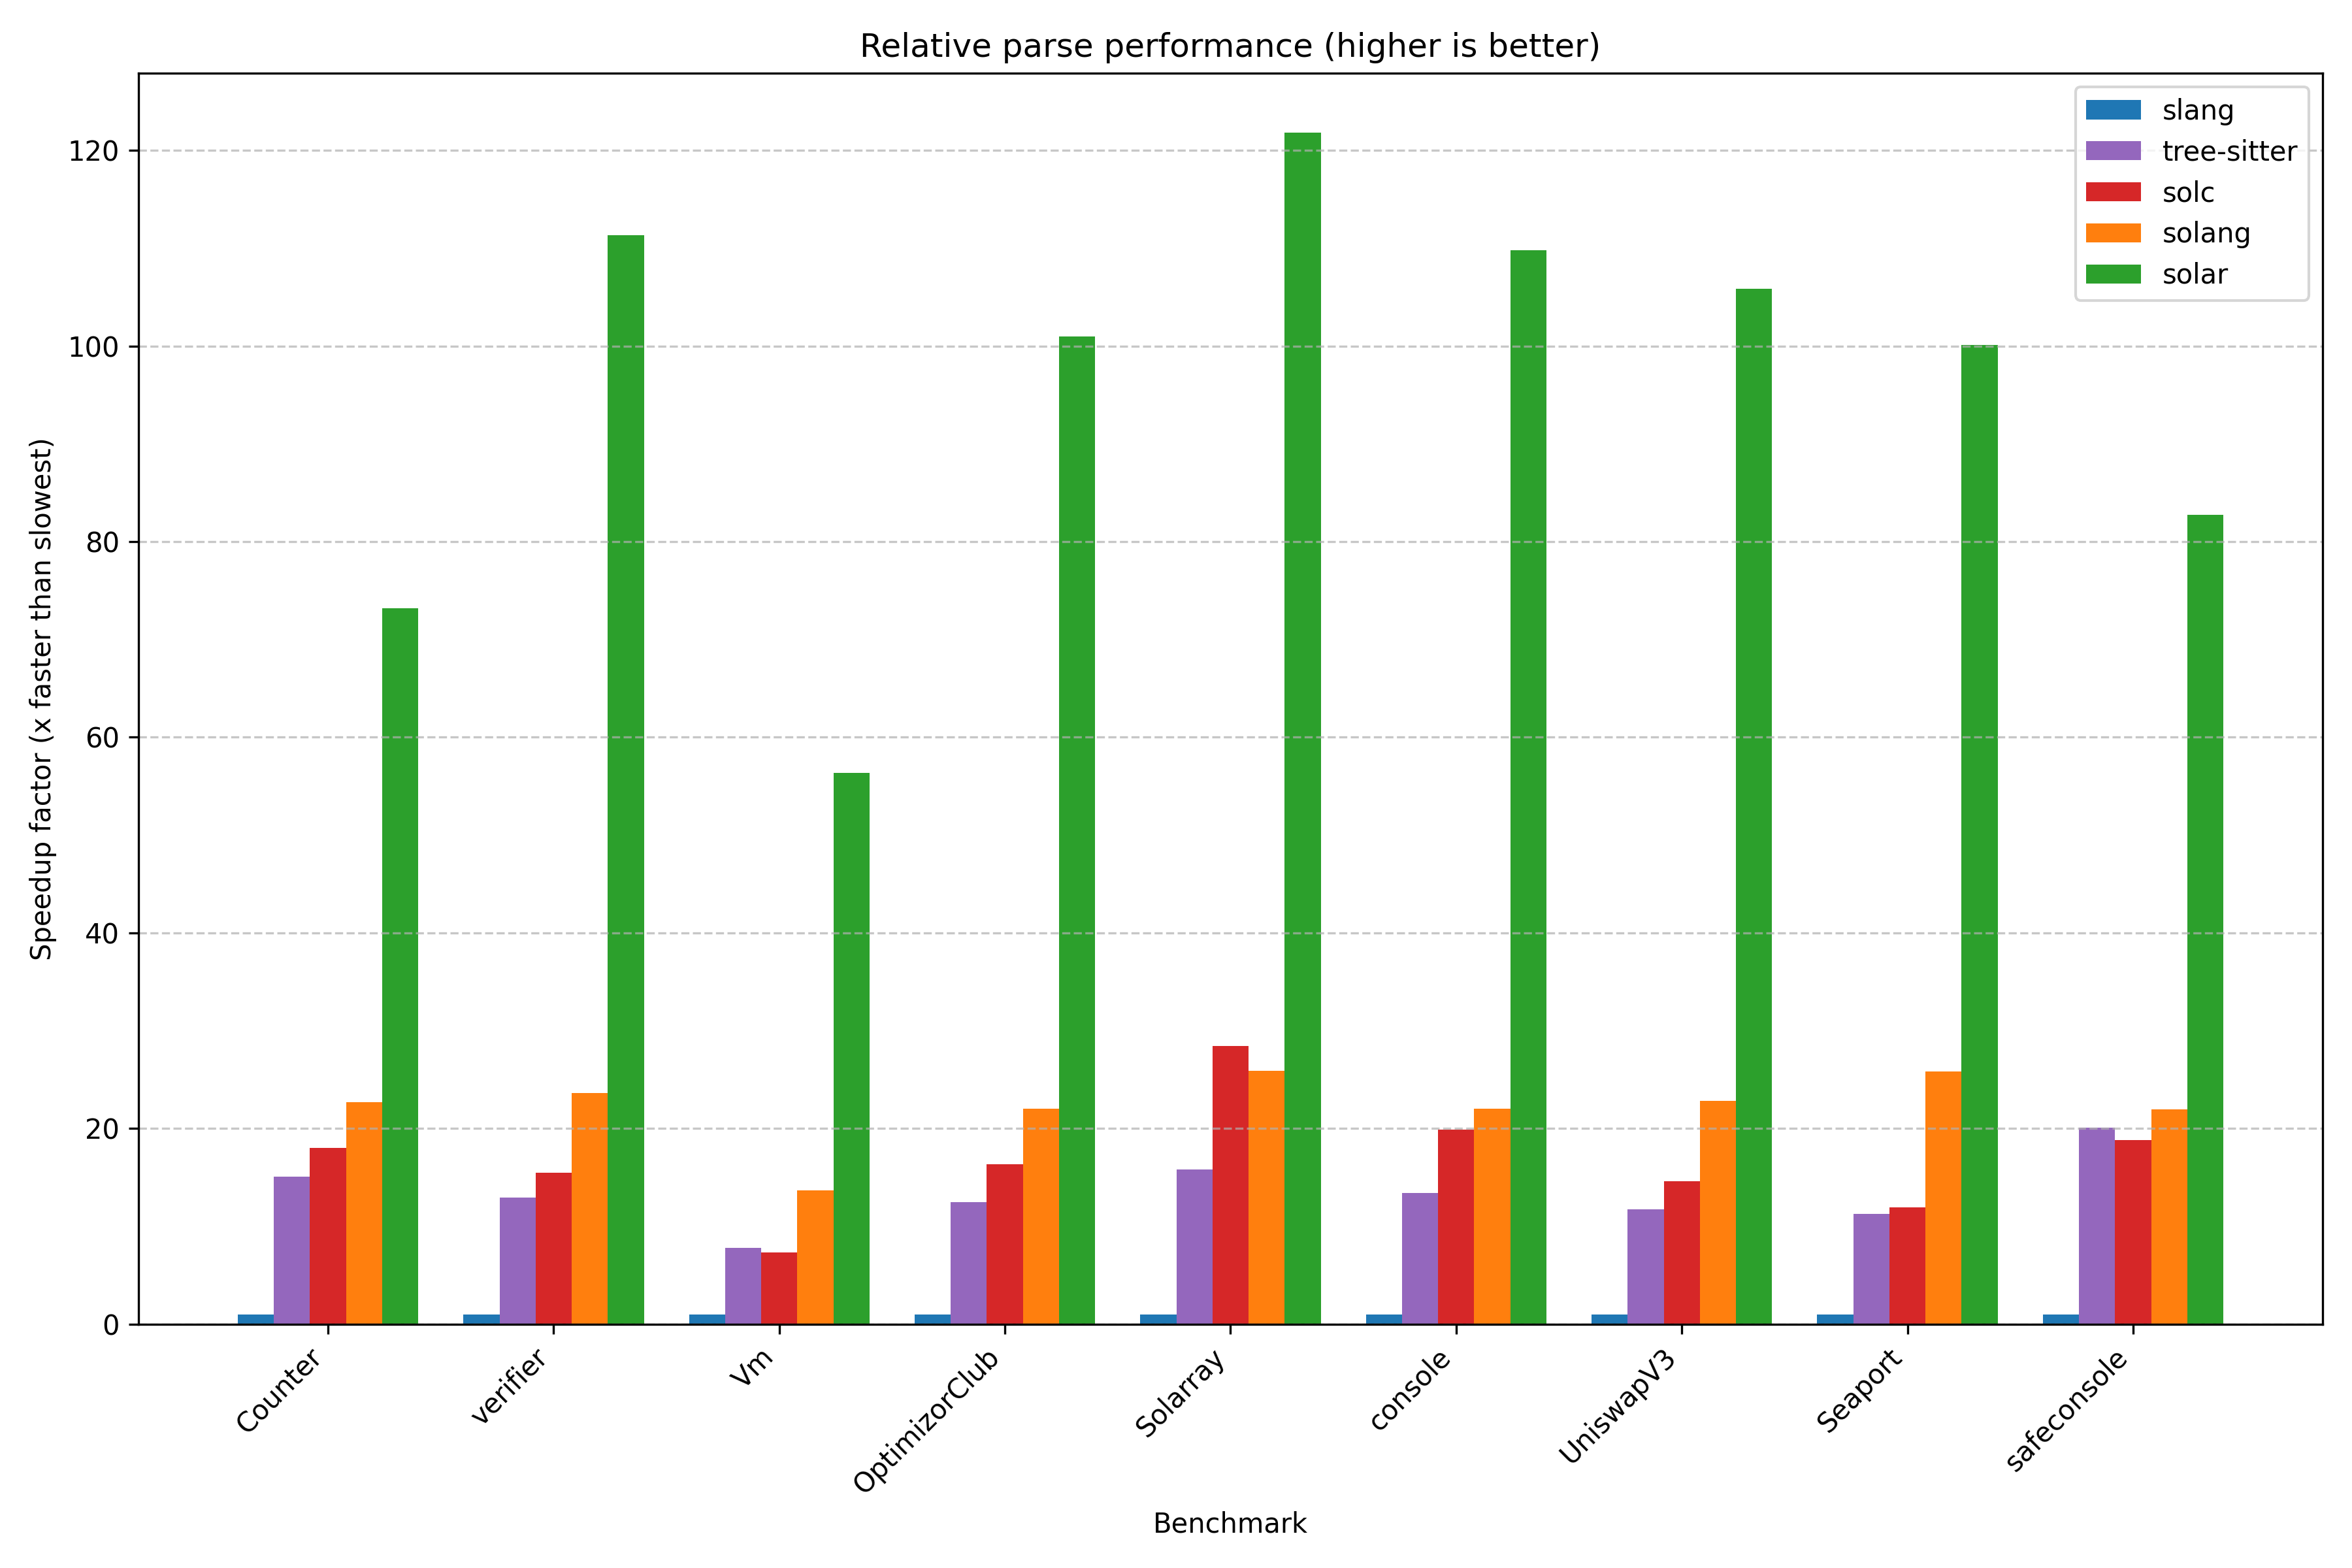 Relative parse performance (higher is better)
slang
tree-sitter
solc
solang
solar
Speedup factor (x faster than slowest)
120
100
80
60
40
20
0
Counter
verifier
Vm
OptimizorClub
Solarray
console
UniswapV3
Seaport
safeconsole
Benchmark